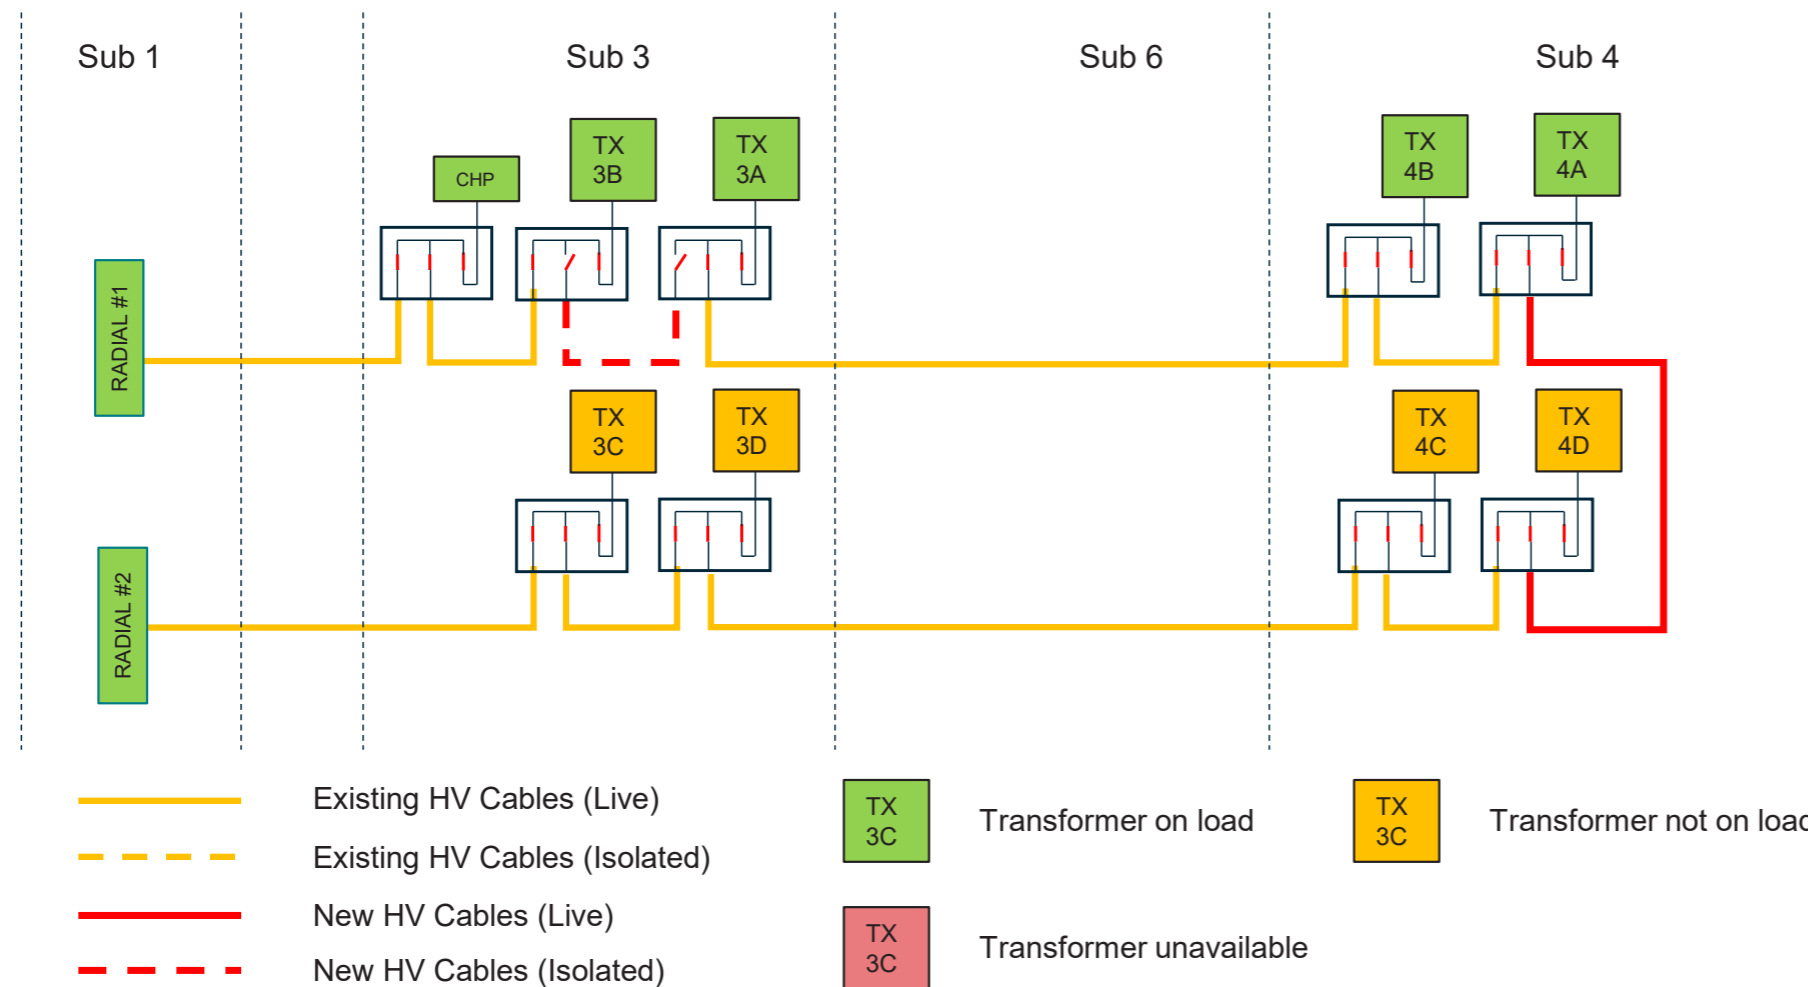 Sub 1
Sub 3
Sub 6
Sub 4
CHP
TX
3B
TX
3A
TX
4B
TX
4A
RADIAL #1
TX
3C
TX
3D
TX
4C
TX
4D
RADIAL #2
Existing HV Cables (Live)
Existing HV Cables (Isolated)
New HV Cables (Live)
New HV Cables (Isolated)
TX
3C
Transformer on load
TX
3C
Transformer not on load
TX
3C
Transformer unavailable